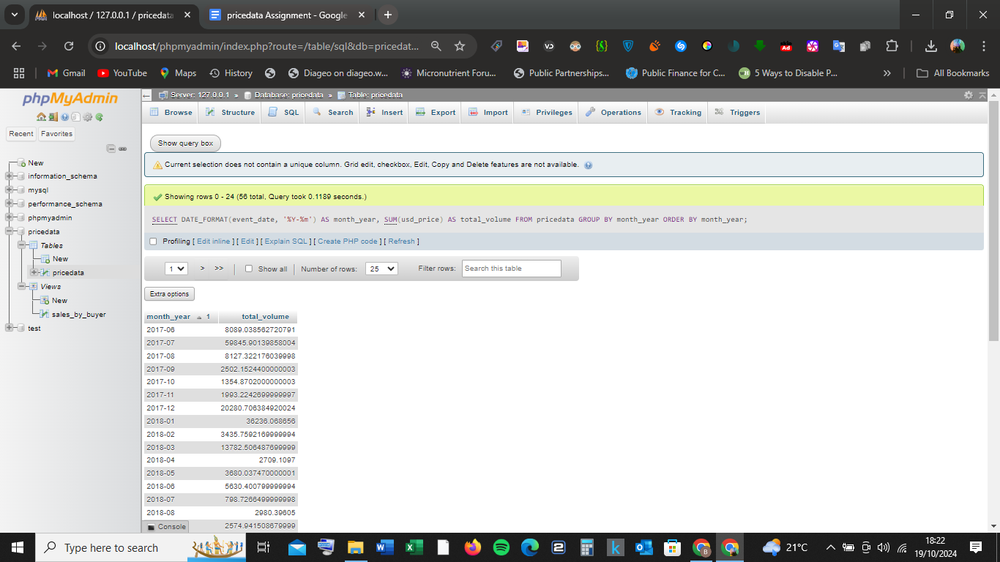 localhost / 127.0.0.1 / pricedata
pricedata Assignment - Google
localhost/phpmyadmin/index.php?route=/table/sql&db=pricedat...
Gmail YouTube Maps History Diageo on diageo.w... Micronutrient Foru... Public Partnerships... Public Finance for C... 5 Ways to Disable P... » All Bookmarks
phpMyAdmin
Recent Favorites
New
information_schema
mysql
performance_schema
phpmyadmin
pricedata
Tables
New
pricedata
Views
New
sales_by_buyer
test
Server: 127.0.0.1 » Database: pricedata » Table: pricedata
Browse Structure SQL Search Insert Export Import Privileges Operations Tracking Triggers
Show query box
Current selection does not contain a unique column. Grid edit, checkbox, Edit, Copy and Delete features are not available.
Showing rows 0 - 24 (56 total, Query took 0.1189 seconds.)
SELECT DATE_FORMAT(event_date, '%Y-%m') AS month_year, SUM(usd_price) AS total_volume FROM pricedata GROUP BY month_year ORDER BY month_year;
Profiling [ Edit inline ] [ Edit ] [ Explain SQL ] [ Create PHP code ] [ Refresh ]
1 > >> Show all Number of rows: 25 Filter rows: Search this table
Extra options
month_year 1 total_volume
2017-06 8089.038562720791
2017-07 59845.90139858004
2017-08 8127.322176039998
2017-09 2502.1524400000003
2017-10 1354.8702000000003
2017-11 1993.2242699999997
2017-12 20280.706384920024
2018-01 36236.068656
2018-02 3435.7592169999994
2018-03 13782.506487699999
2018-04 2709.1097
2018-05 3680.037470000001
2018-06 5630.400799999994
2018-07 798.7266499999998
2018-08 2980.39605
2574.941508679999
Console
Type here to search
21°C
18:22
19/10/2024